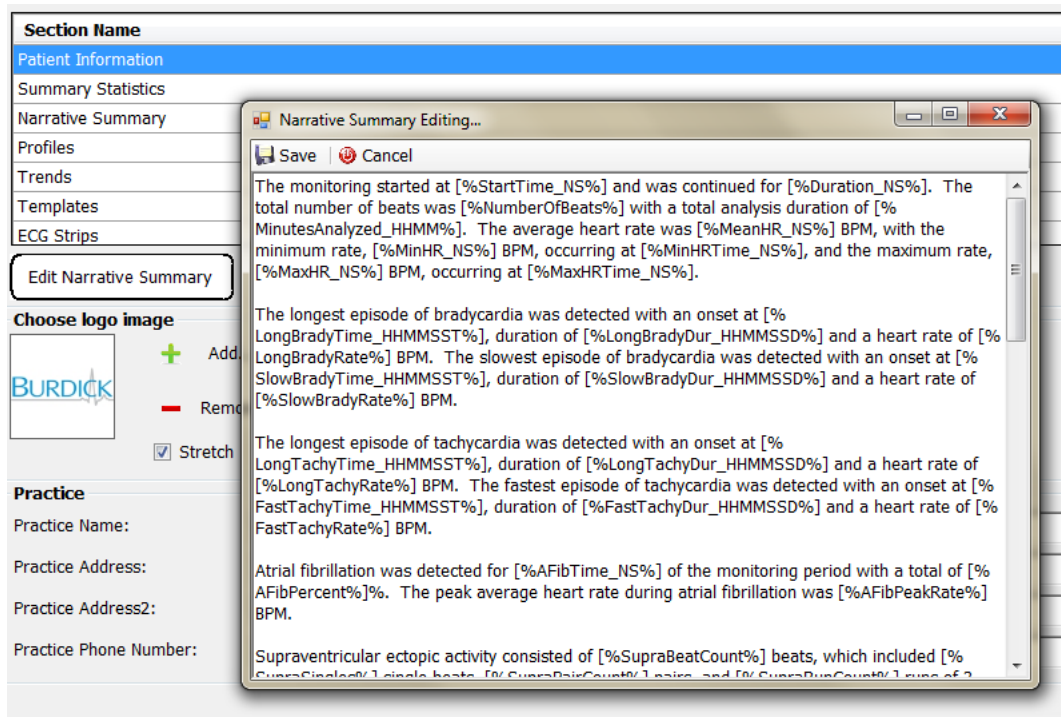 Section Name
Patient Information
Summary Statistics
Narrative Summary
Profiles
Trends
Templates
ECG Strips
Edit Narrative Summary
Choose logo image
BURDICK
Add.
Remo
Stretch
Practice
Practice Name:
Practice Address:
Practice Address2:
Practice Phone Number:
Narrative Summary Editing...
Save
Cancel
The monitoring started at [%StartTime_NS%] and was continued for [%Duration_NS%].  The
total number of beats was [%NumberOfBeats%] with a total analysis duration of [%
MinutesAnalyzed_HHMM%].  The average heart rate was [%MeanHR_NS%] BPM, with the
minimum rate, [%MinHR_NS%] BPM, occurring at [%MinHRTime_NS%], and the maximum rate,
[%MaxHR_NS%] BPM, occurring at [%MaxHRTime_NS%].
The longest episode of bradycardia was detected with an onset at [%
LongBradyTime_HHMMSST%], duration of [%LongBradyDur_HHMMSSD%] and a heart rate of [%
LongBradyRate%] BPM.  The slowest episode of bradycardia was detected with an onset at [%
SlowBradyTime_HHMMSST%], duration of [%SlowBradyDur_HHMMSSD%] and a heart rate of
[%SlowBradyRate%] BPM.
The longest episode of tachycardia was detected with an onset at [%
LongTachyTime_HHMMSST%], duration of [%LongTachyDur_HHMMSSD%] and a heart rate of
[%LongTachyRate%] BPM.  The fastest episode of tachycardia was detected with an onset at [%
FastTachyTime_HHMMSST%], duration of [%FastTachyDur_HHMMSSD%] and a heart rate of [%
FastTachyRate%] BPM.
Atrial fibrillation was detected for [%AFibTime_NS%] of the monitoring period with a total of [%
AFibPercent%]%.  The peak average heart rate during atrial fibrillation was [%AFibPeakRate%]
BPM.
Supraventricular ectopic activity consisted of [%SupraBeatCount%] beats, which included [%
SupraSingles%] single beats, [%SupraPairCount%] pairs, and [%SupraRunCount%] runs of 3